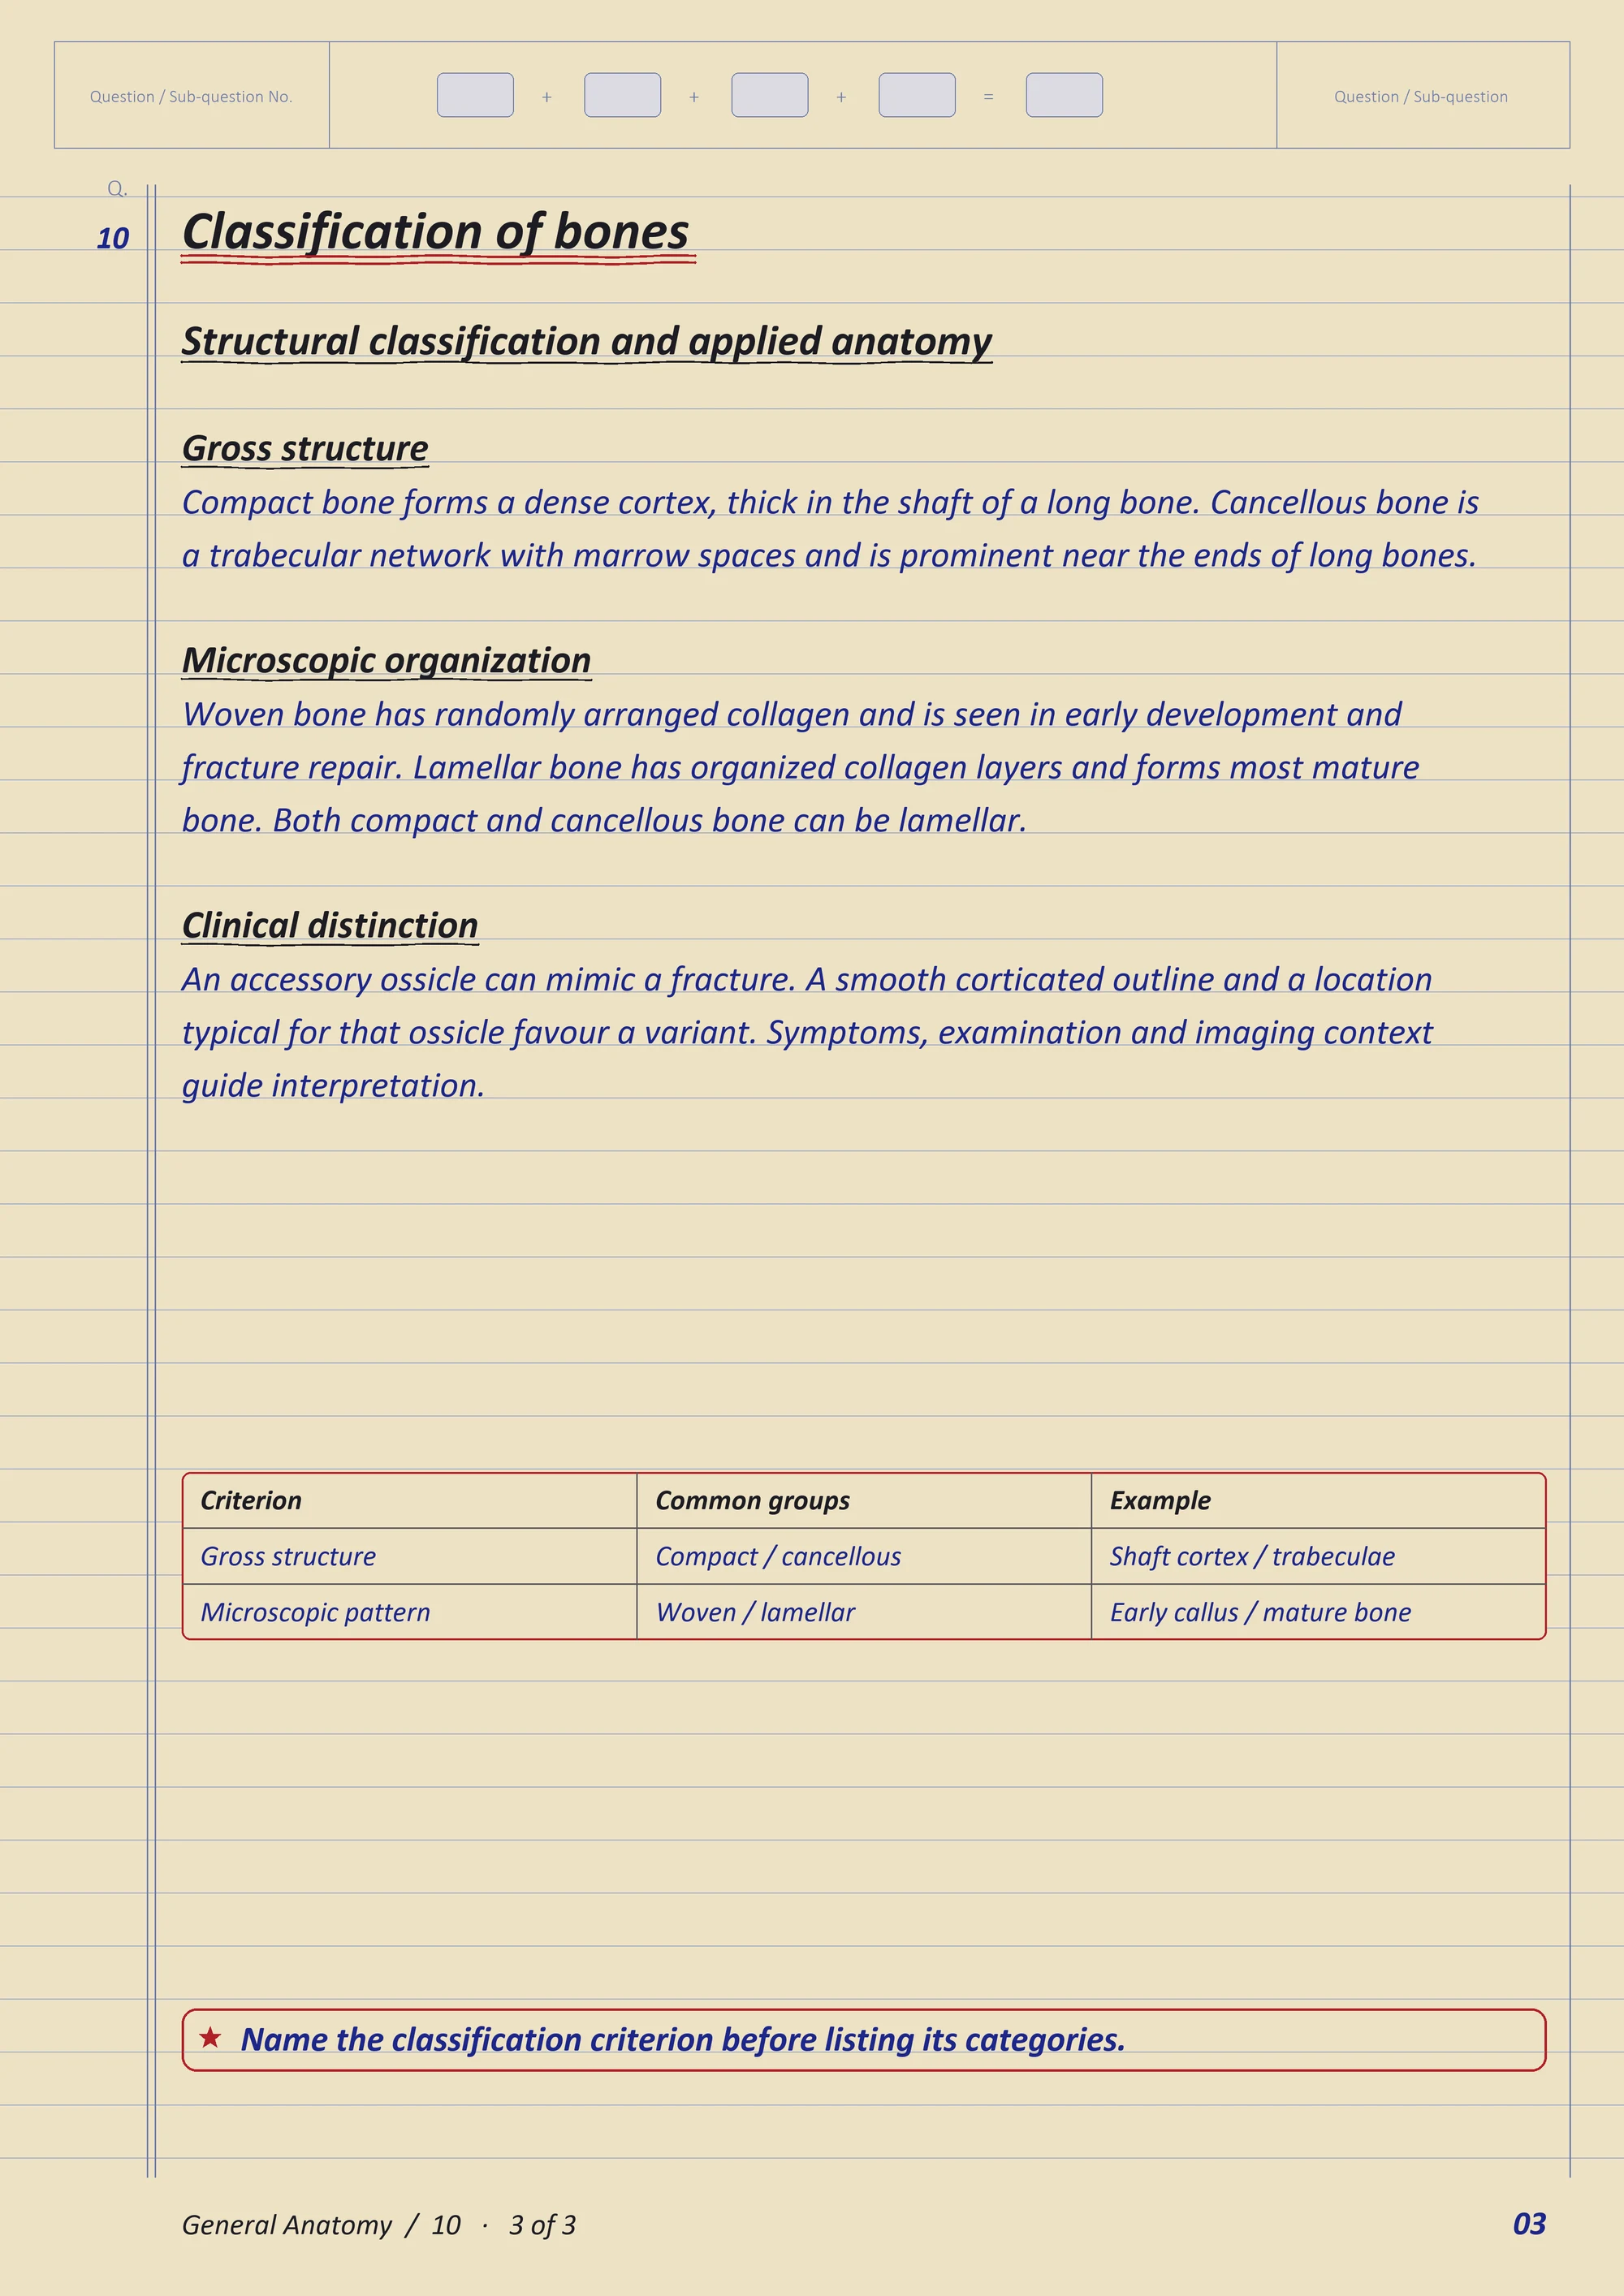 Question / Sub-question No.
+ + + =
Question / Sub-question
Q.
10
Classification of bones
Structural classification and applied anatomy
Gross structure
Compact bone forms a dense cortex, thick in the shaft of a long bone. Cancellous bone is
a trabecular network with marrow spaces and is prominent near the ends of long bones.
Microscopic organization
Woven bone has randomly arranged collagen and is seen in early development and
fracture repair. Lamellar bone has organized collagen layers and forms most mature
bone. Both compact and cancellous bone can be lamellar.
Clinical distinction
An accessory ossicle can mimic a fracture. A smooth corticated outline and a location
typical for that ossicle favour a variant. Symptoms, examination and imaging context
guide interpretation.
Criterion Common groups Example
Gross structure Compact / cancellous Shaft cortex / trabeculae
Microscopic pattern Woven / lamellar Early callus / mature bone
★ Name the classification criterion before listing its categories.
General Anatomy / 10 · 3 of 3
03